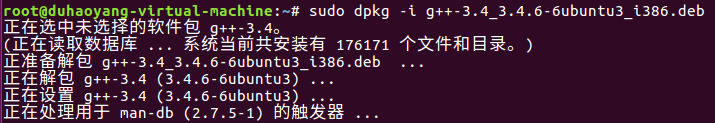 root@duhaoyang-virtual-machine:~# sudo dpkg -i g++-3.4_3.4.6-6ubuntu3_i386.deb
正在选中未选择的软件包 g++-3.4。
(正在读取数据库 ... 系统当前共安装有 176171 个文件和目录。)
正准备解包 g++-3.4_3.4.6-6ubuntu3_i386.deb  ...
正在解包 g++-3.4 (3.4.6-6ubuntu3) ...
正在设置 g++-3.4 (3.4.6-6ubuntu3) ...
正在处理用于 man-db (2.7.5-1) 的触发器 ...